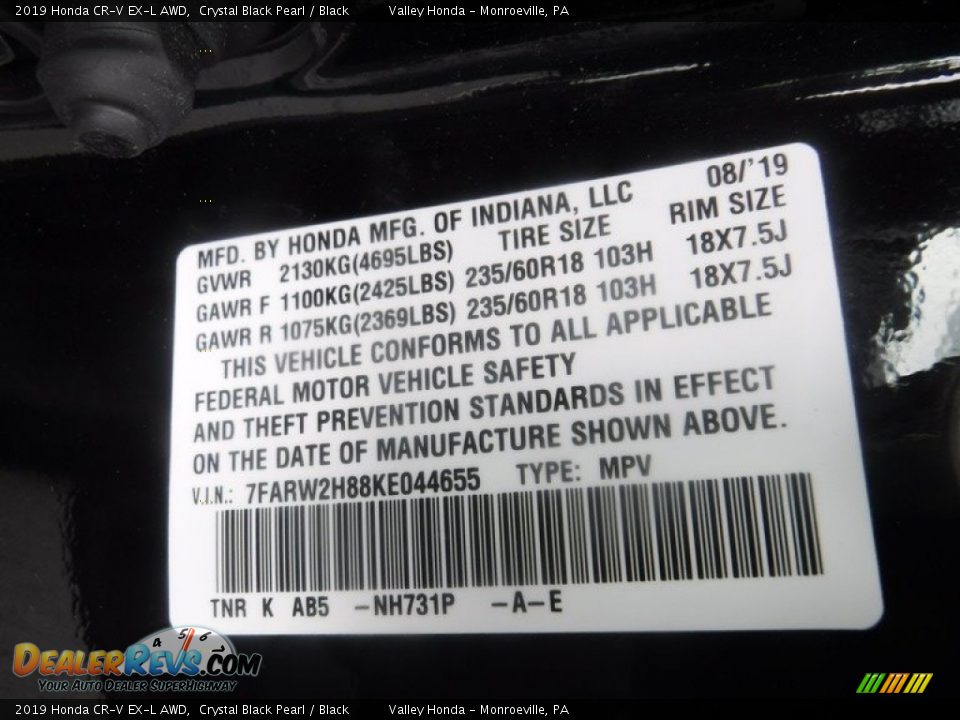 2019 Honda CR-V EX-L AWD, Crystal Black Pearl / Black Valley Honda - Monroeville, PA
MFD. BY HONDA MFG. OF INDIANA, LLC 08/'19
GVWR 2130KG(4695LBS) TIRE SIZE RIM SIZE
GAWR F 1100KG(2425LBS) 235/60R18 103H 18X7.5J
GAWR R 1075KG(2369LBS) 235/60R18 103H 18X7.5J
THIS VEHICLE CONFORMS TO ALL APPLICABLE
FEDERAL MOTOR VEHICLE SAFETY
AND THEFT PREVENTION STANDARDS IN EFFECT
ON THE DATE OF MANUFACTURE SHOWN ABOVE.
V.I.N.: 7FARW2H88KE044655 TYPE: MPV
TNR K AB5 -NH731P -A-E
4 5 6
DEALERREVS.COM
YOUR AUTO DEALER SUPERHIGHWAY
2019 Honda CR-V EX-L AWD, Crystal Black Pearl / Black Valley Honda - Monroeville, PA